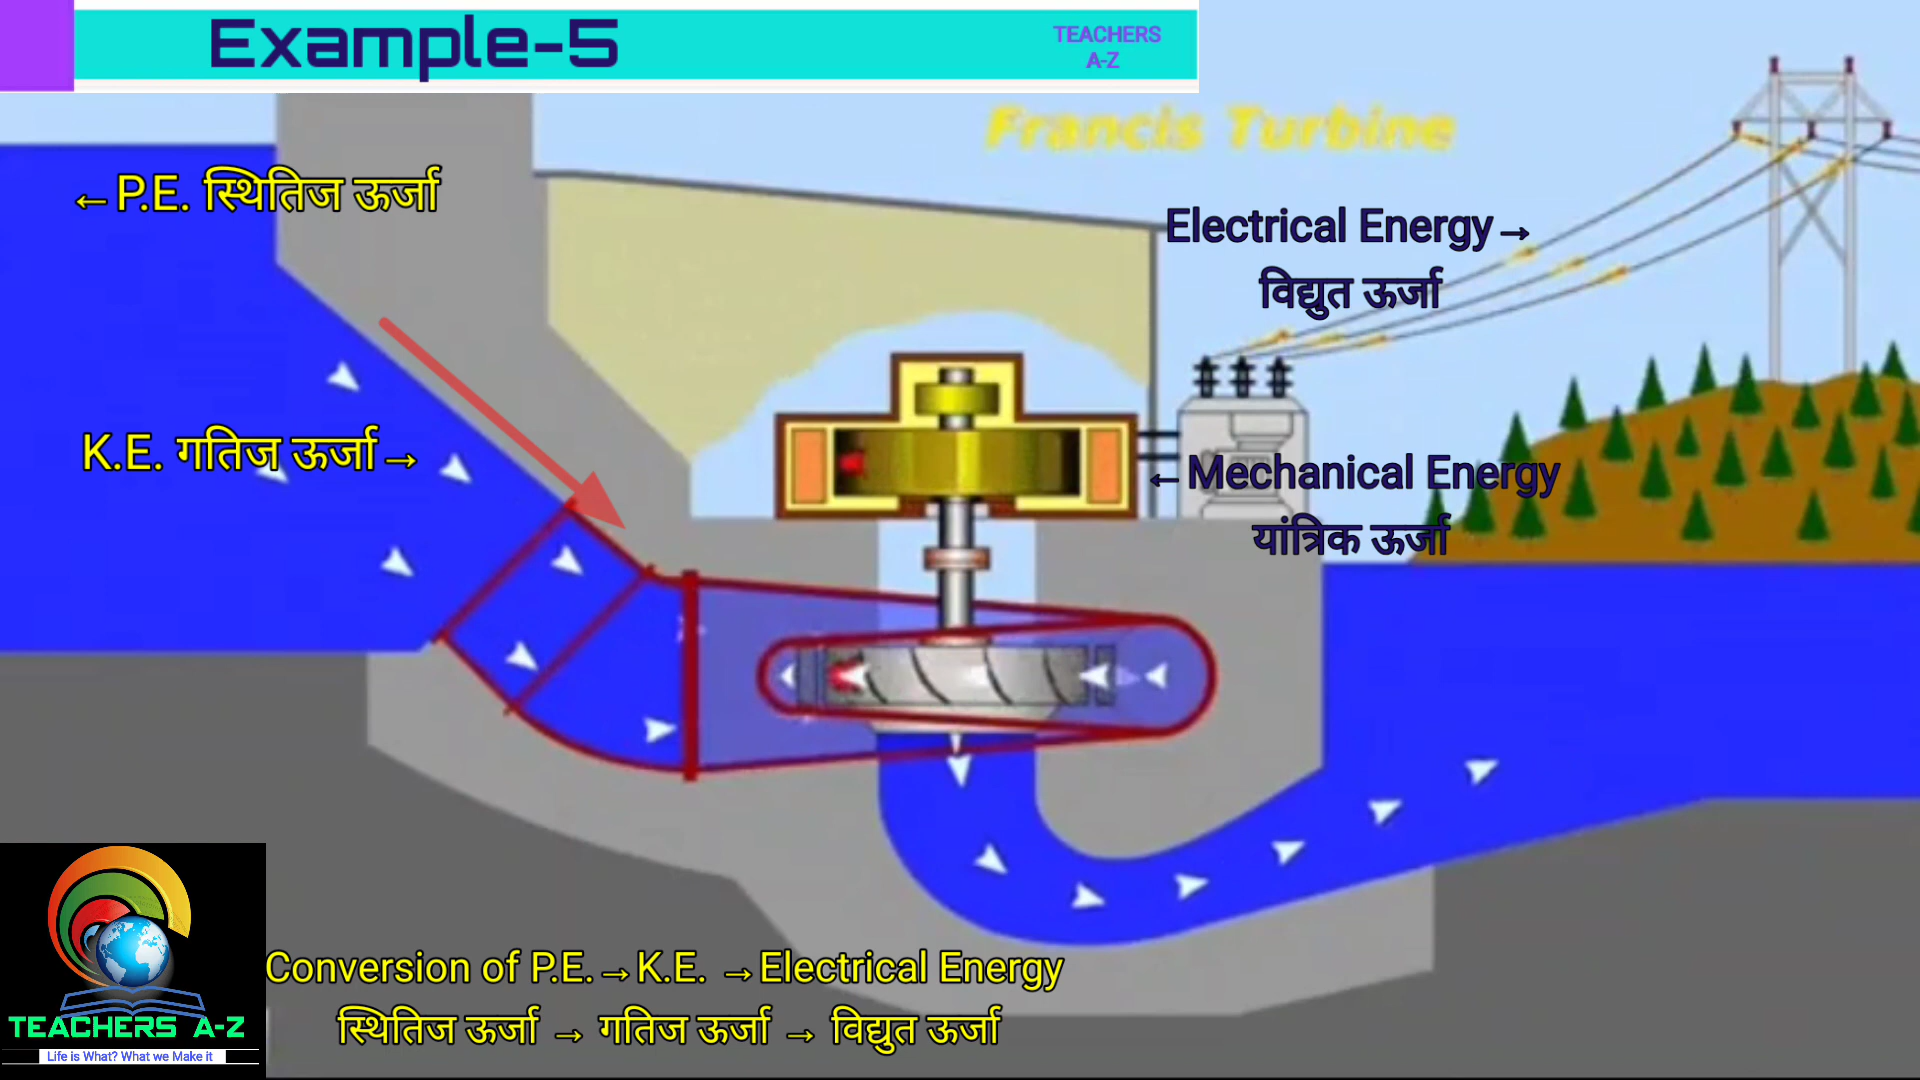 Example-5
TEACHERS
A-Z
Francis Turbine
←P.E. स्थितिज ऊर्जा
Electrical Energy→
विद्युत ऊर्जा
K.E. गतिज ऊर्जा→
←Mechanical Energy
यांत्रिक ऊर्जा
Conversion of P.E.→K.E. →Electrical Energy
स्थितिज ऊर्जा → गतिज ऊर्जा → विद्युत ऊर्जा
TEACHERS A-Z
Life is What? What we Make it